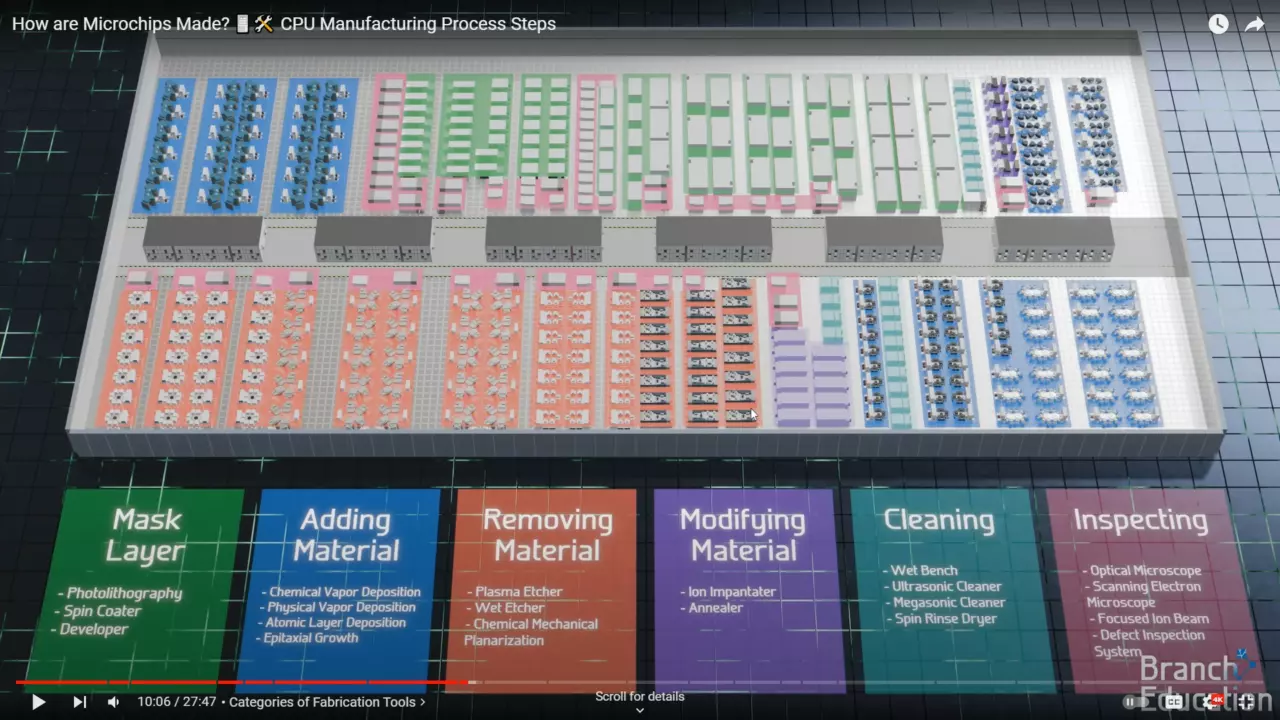 How are Microchips Made? 🖥️🛠️ CPU Manufacturing Process Steps
Mask
Layer
- Photolithography
- Spin Coater
- Developer
Adding
Material
- Chemical Vapor Deposition
- Physical Vapor Deposition
- Atomic Layer Deposition
- Epitaxial Growth
Removing
Material
- Plasma Etcher
- Wet Etcher
- Chemical Mechanical
Planarization
Modifying
Material
- Ion Impantater
- Annealer
Cleaning
- Wet Bench
- Ultrasonic Cleaner
- Megasonic Cleaner
- Spin Rinse Dryer
Inspecting
- Optical Microscope
- Scanning Electron
Microscope
- Focused Ion Beam
- Defect Inspection
System
Branch
Education
10:06 / 27:47 • Categories of Fabrication Tools ›
Scroll for details
CC
4K